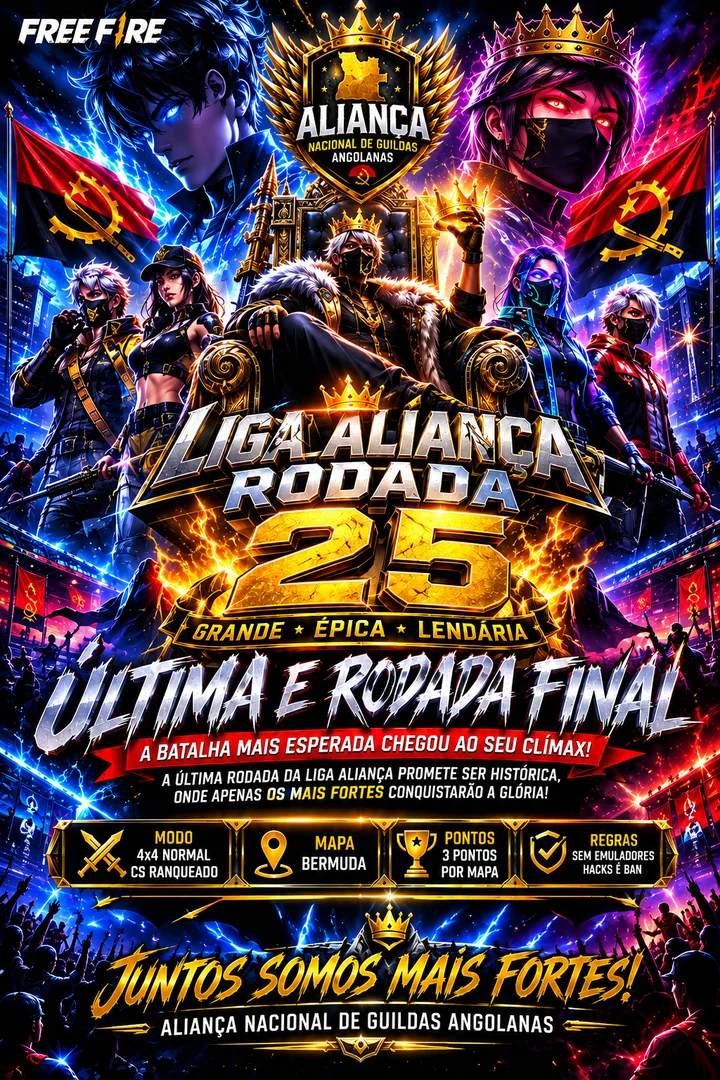 FREE FIRE
ALIANÇA
NACIONAL DE GUILDAS
ANGOLANAS
LIGA ALIANÇA
RODADA
25
GRANDE ★ ÉPICA ★ LENDÁRIA
ÚLTIMA E RODADA FINAL
A BATALHA MAIS ESPERADA CHEGOU AO SEU CLÍMAX!
A ÚLTIMA RODADA DA LIGA ALIANÇA PROMETE SER HISTÓRICA,
ONDE APENAS OS MAIS FORTES CONQUISTARÃO A GLÓRIA!
MODO
4x4 NORMAL
CS RANQUEADO
MAPA
BERMUDA
PONTOS
3 PONTOS
POR MAPA
REGRAS
SEM EMULADORES
HACKS É BAN
JUNTOS SOMOS MAIS FORTES!
ALIANÇA NACIONAL DE GUILDAS ANGOLANAS